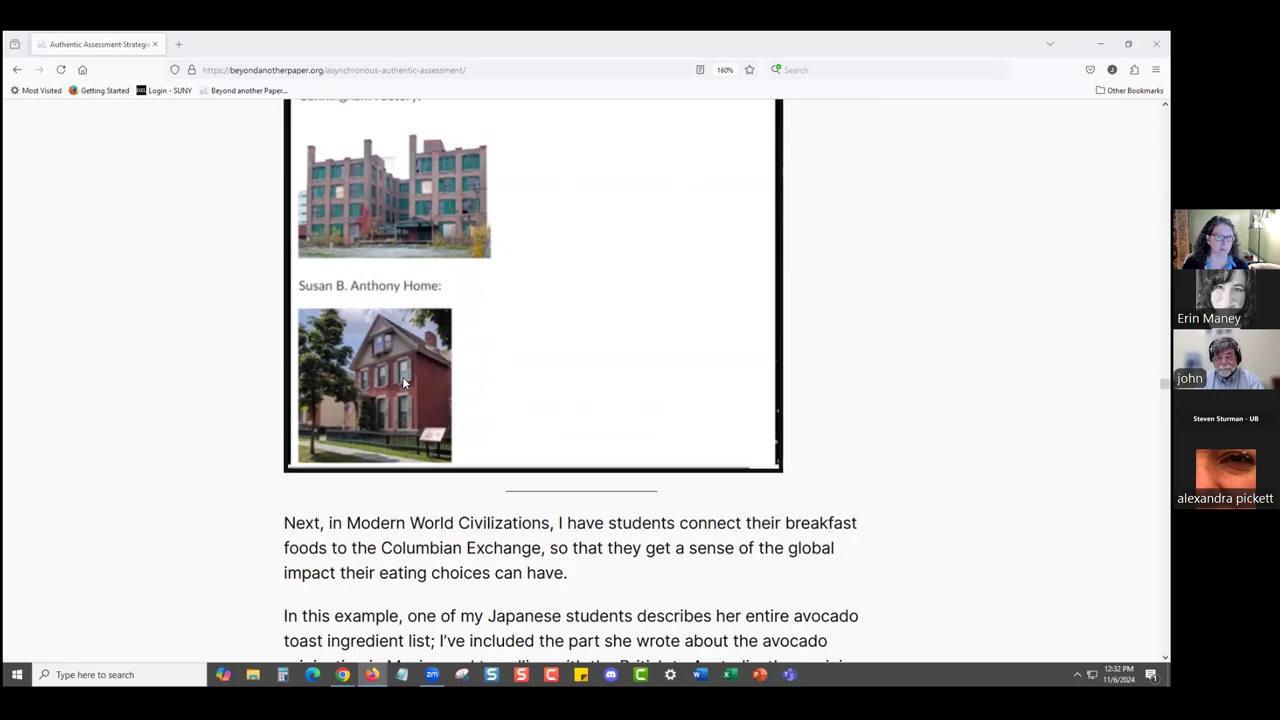 Authentic Assessment Strategi
https://beyondanotherpaper.org/asynchronous-authentic-assessment/
160%
Search
Most Visited
Getting Started
Login - SUNY
Beyond another Paper...
Other Bookmarks
Susan B. Anthony Home:
Next, in Modern World Civilizations, I have students connect their breakfast
foods to the Columbian Exchange, so that they get a sense of the global
impact their eating choices can have.
In this example, one of my Japanese students describes her entire avocado
toast ingredient list; I've included the part she wrote about the avocado
Erin Maney
john
Steven Sturman - UB
alexandra pickett
Type here to search
12:32 PM
11/6/2024